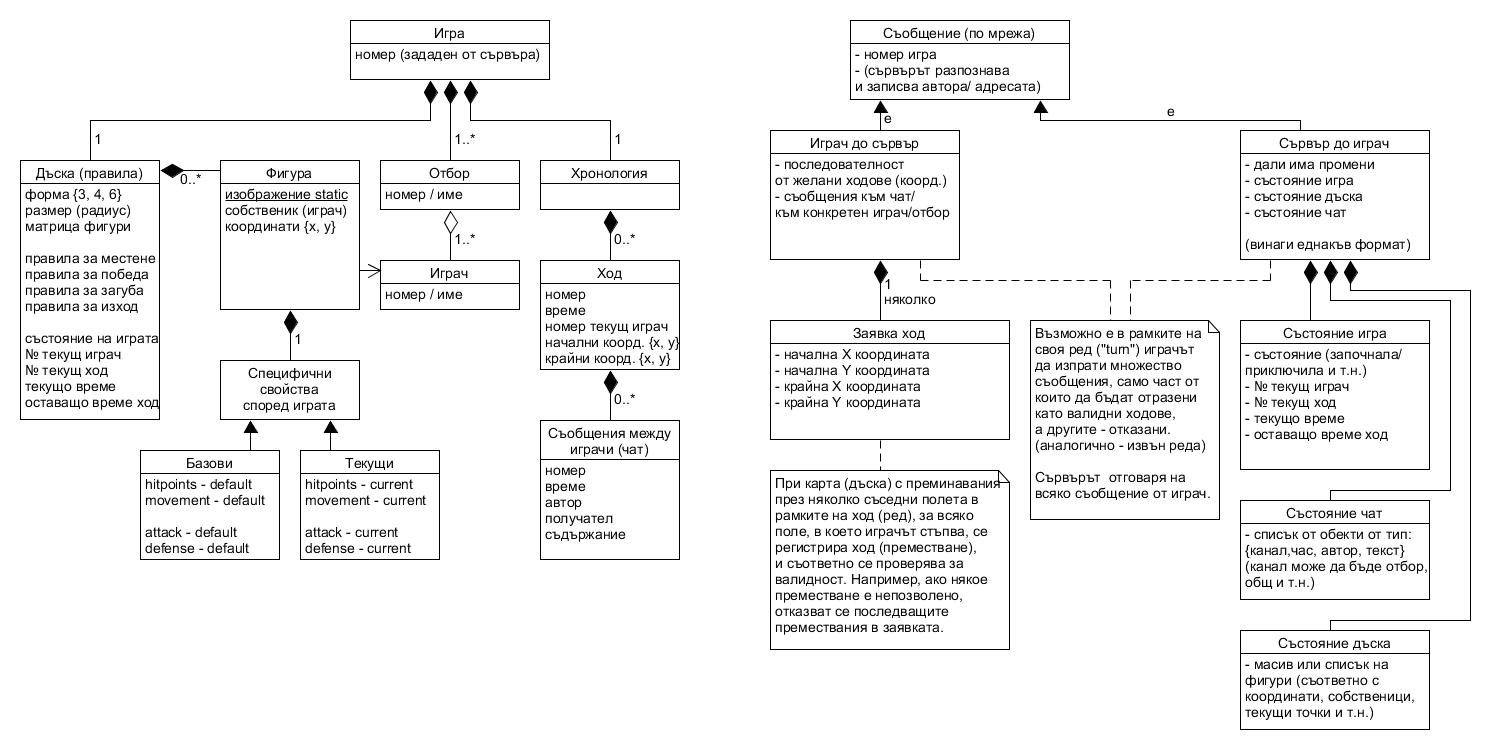 Игра
номер (зададен от сървъра)
1
1..*
1
Дъска (правила)
форма {3, 4, 6}
размер (радиус)
матрица фигури
правила за местене
правила за победа
правила за загуба
правила за изход
състояние на играта
№ текущ играч
№ текущ ход
текущо време
оставащо време ход
0..*
Фигура
изображение static
собственик (играч)
координати {x, y}
1
Специфични
свойства
според играта
Базови
hitpoints - default
movement - default
attack - default
defense - default
Текущи
hitpoints - current
movement - current
attack - current
defense - current
Отбор
номер / име
1..*
Играч
номер / име
Хронология
0..*
Ход
номер
време
номер текущ играч
начални коорд. {x, y}
крайни коорд. {x, y}
0..*
Съобщения между
играчи (чат)
номер
време
автор
получател
съдържание
Съобщение (по мрежа)
- номер игра
- (сървърът разпознава
и записва автора/ адресата)
е
е
Играч до сървър
- последователност
от желани ходове (коорд.)
- съобщения към чат/
към конкретен играч/отбор
1
няколко
Заявка ход
- начална X координата
- начална Y координата
- крайна X координата
- крайна Y координата
При карта (дъска) с преминавания
през няколко съседни полета в
рамките на ход (ред), за всяко
поле, в което играчът стъпва, се
регистрира ход (преместване),
и съответно се проверява за
валидност. Например, ако някое
преместване е непозволено,
отказват се последващите
премествания в заявката.
Възможно е в рамките на
своя ред ("turn") играчът
да изпрати множество
съобщения, само част от
които да бъдат отразени
като валидни ходове,
а другите - отказани.
(аналогично - извън реда)
Сървърът  отговаря на
всяко съобщение от играч.
Сървър до играч
- дали има промени
- състояние игра
- състояние дъска
- състояние чат
(винаги еднакъв формат)
Състояние игра
- състояние (започнала/
приключила и т.н.)
- № текущ играч
- № текущ ход
- текущо време
- оставащо време ход
Състояние чат
- списък от обекти от тип:
{канал,час, автор, текст}
(канал може да бъде отбор,
общ и т.н.)
Състояние дъска
- масив или списък на
фигури (съответно с
координати, собственици,
текущи точки и т.н.)